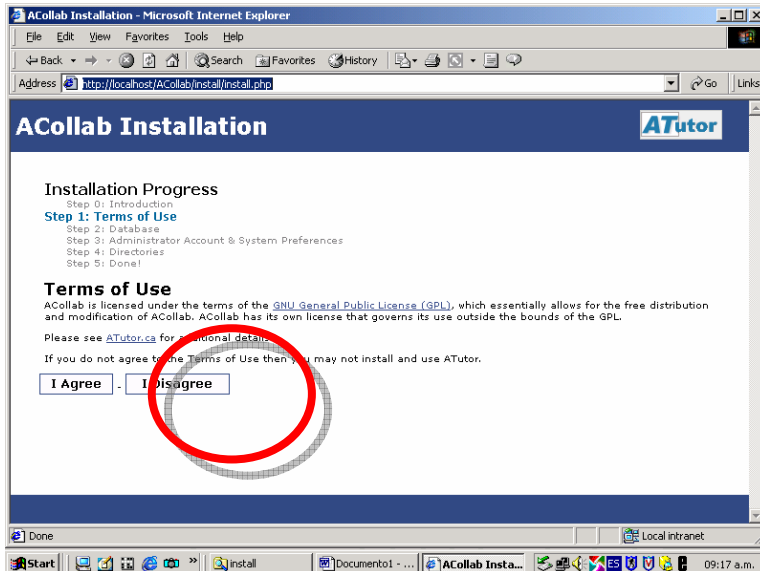 ACollab Installation - Microsoft Internet Explorer
File Edit View Favorites Tools Help
Back Search Favorites History
Address http://localhost/ACollab/install/install.php Go Links
ACollab Installation
ATutor
Installation Progress
Step 0: Introduction
Step 1: Terms of Use
Step 2: Database
Step 3: Administrator Account & System Preferences
Step 4: Directories
Step 5: Done!
Terms of Use
ACollab is licensed under the terms of the GNU General Public License (GPL), which essentially allows for the free distribution
and modification of ACollab. ACollab has its own license that governs its use outside the bounds of the GPL.
Please see ATutor.ca for additional details
If you do not agree to the Terms of Use then you may not install and use ATutor.
I Agree - I Disagree
Done Local intranet
Start » install Documento1 - ... ACollab Insta... ES 09:17 a.m.